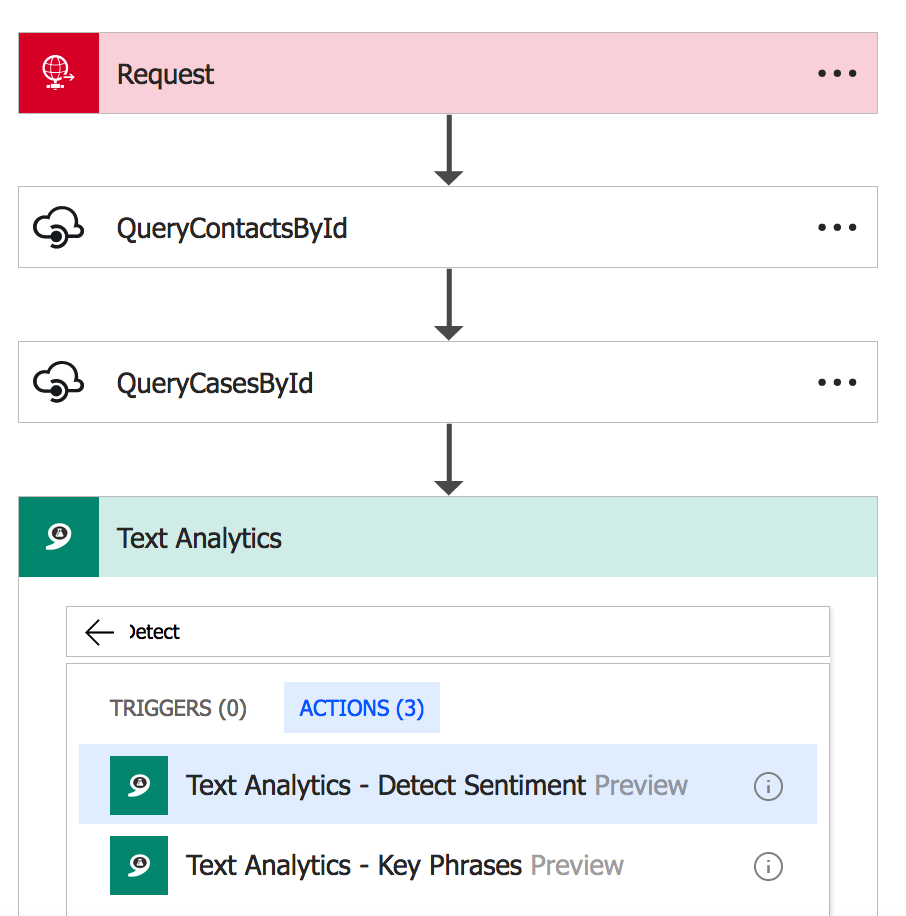 Request
QueryContactsById
QueryCasesById
Text Analytics
Detect
TRIGGERS (0) ACTIONS (3)
Text Analytics - Detect Sentiment Preview
Text Analytics - Key Phrases Preview